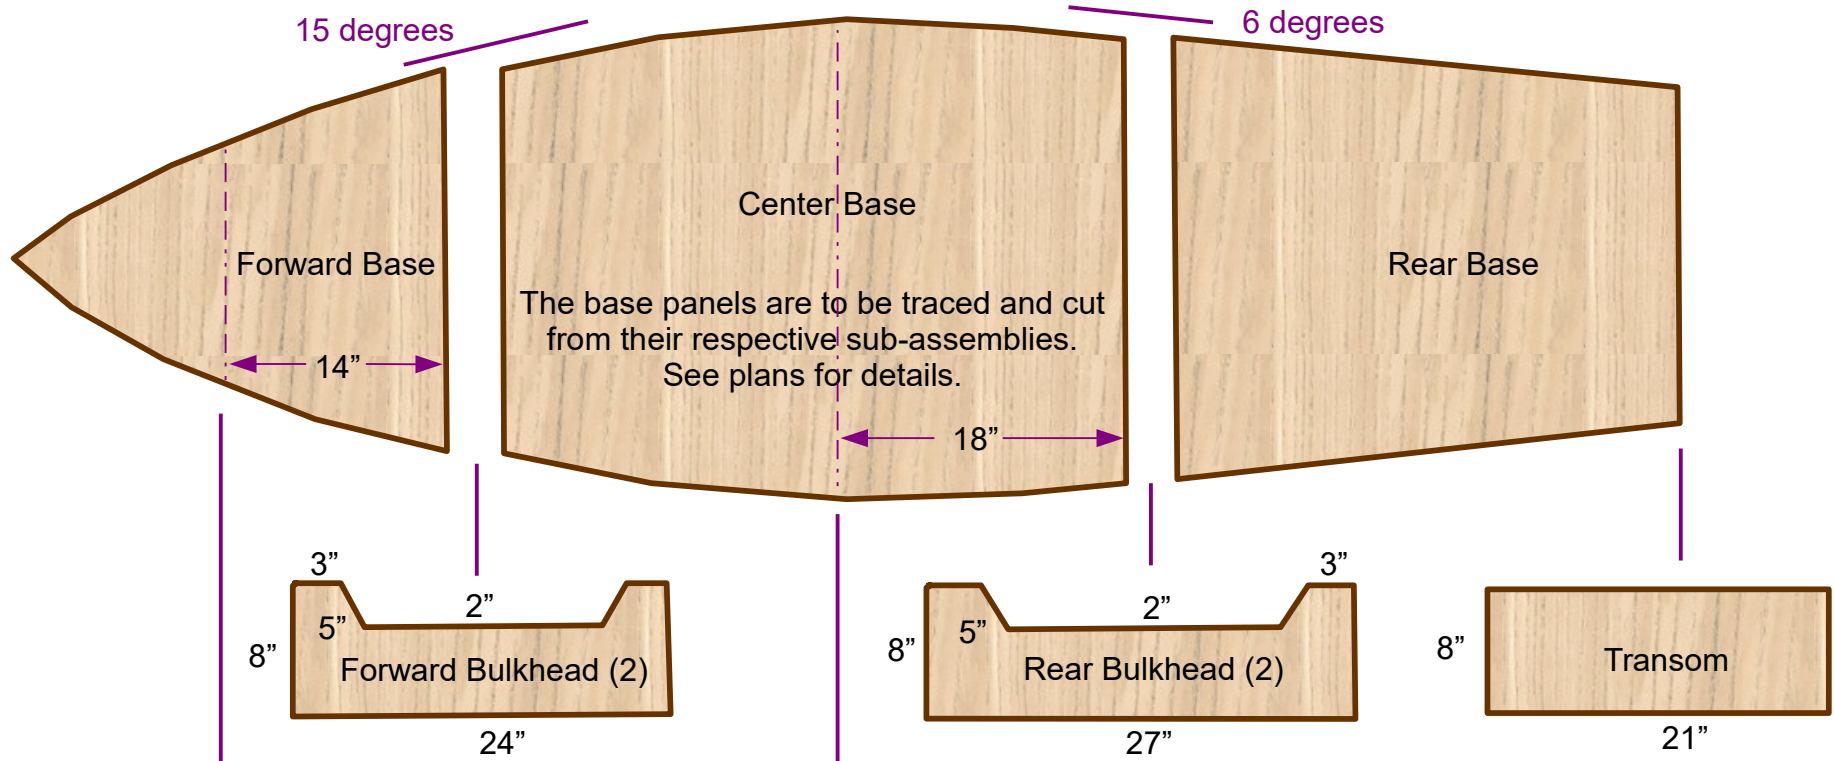 15 degrees
6 degrees
Center Base
Forward Base
Rear Base
The base panels are to be traced and cut
from their respective sub-assemblies.
See plans for details.
14”
18”
3”
2”
5”
8”
Forward Bulkhead (2)
24”
3”
2”
5”
8”
Rear Bulkhead (2)
27”
8”
Transom
21”